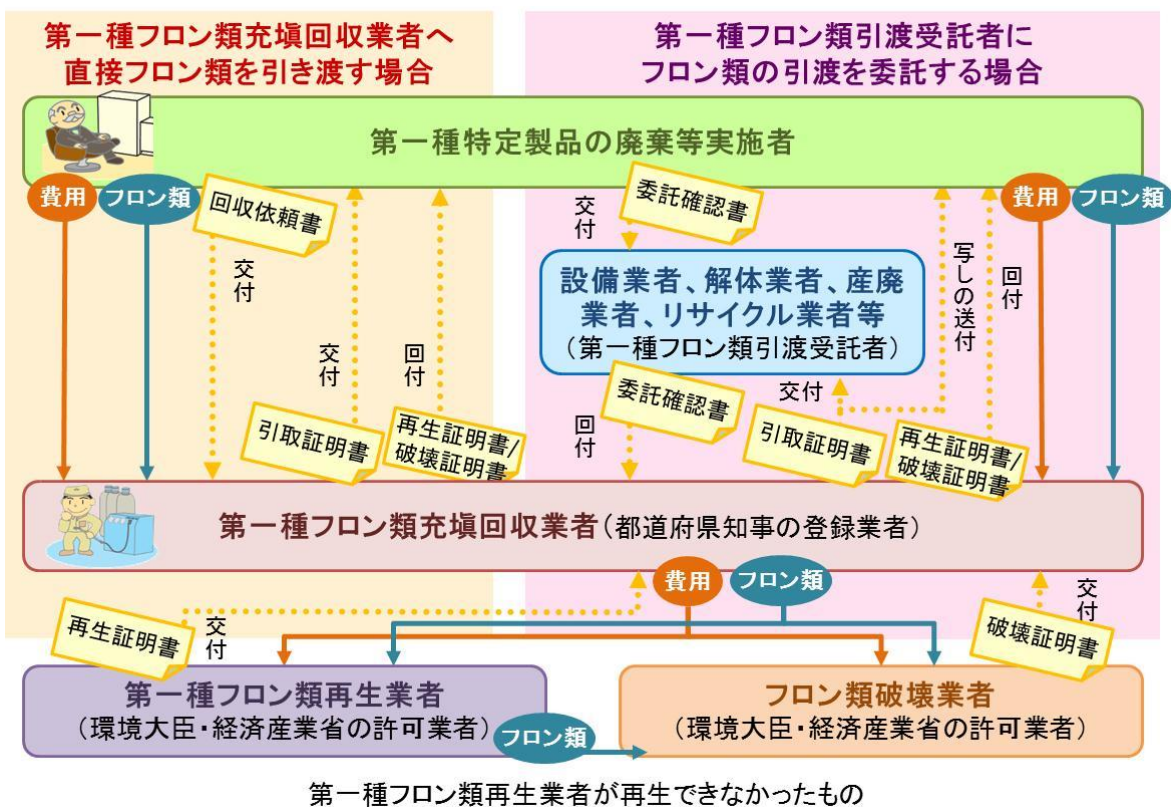 第一種フロン類充塡回収業者へ
直接フロン類を引き渡す場合
第一種フロン類引渡受託者に
フロン類の引渡を委託する場合
第一種特定製品の廃棄等実施者
費用
フロン類
回収依頼書
交付
引取証明書
交付
再生証明書/
破壊証明書
回付
委託確認書
交付
設備業者、解体業者、産廃
業者、リサイクル業者等
(第一種フロン類引渡受託者)
委託確認書
回付
引取証明書
交付
写しの送付
再生証明書/
破壊証明書
回付
費用
フロン類
第一種フロン類充塡回収業者(都道府県知事の登録業者)
費用
フロン類
再生証明書
交付
破壊証明書
交付
第一種フロン類再生業者
(環境大臣・経済産業省の許可業者)
フロン類
フロン類破壊業者
(環境大臣・経済産業省の許可業者)
第一種フロン類再生業者が再生できなかったもの